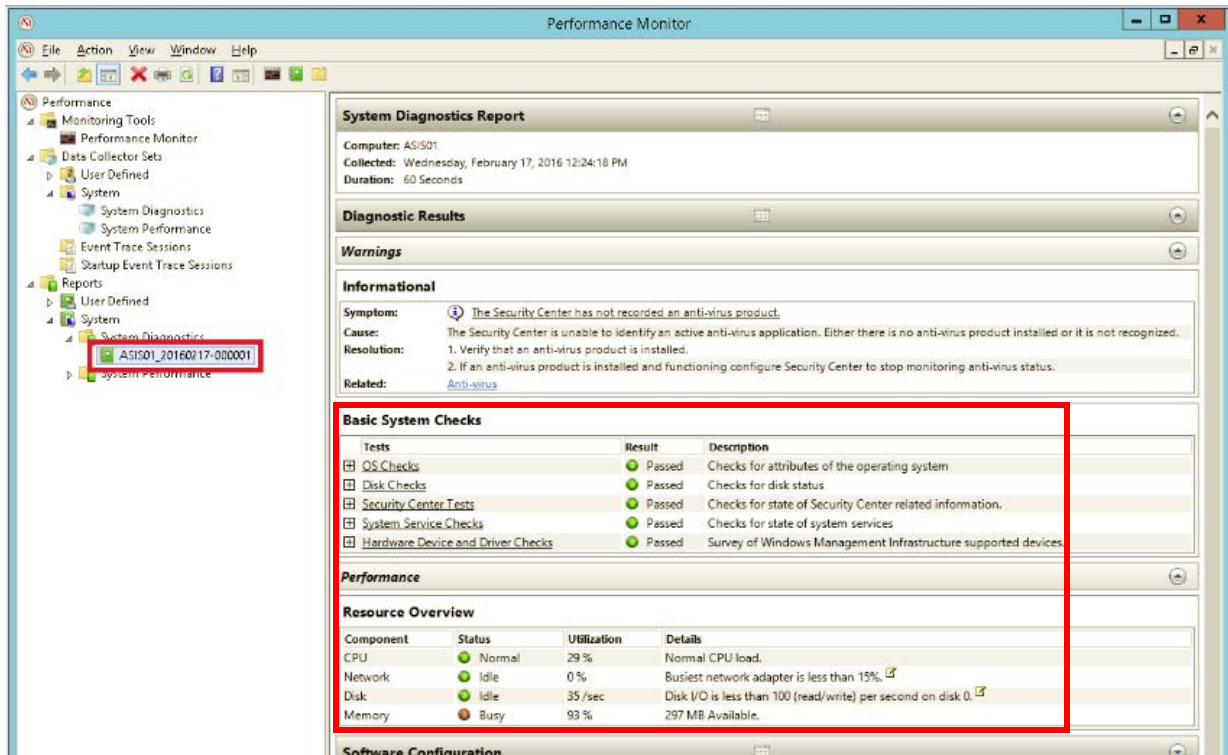 Performance Monitor
File Action View Window Help
Performance
Monitoring Tools
Performance Monitor
Data Collector Sets
User Defined
System
System Diagnostics
System Performance
Event Trace Sessions
Startup Event Trace Sessions
Reports
User Defined
System
System Diagnostics
ASIS01_20160217-000001
System Performance
System Diagnostics Report
Computer: ASIS01
Collected: Wednesday, February 17, 2016 12:24:18 PM
Duration: 60 Seconds
Diagnostic Results
Warnings
Informational
Symptom: The Security Center has not recorded an anti-virus product.
Cause: The Security Center is unable to identify an active anti-virus application. Either there is no anti-virus product installed or it is not recognized.
Resolution: 1. Verify that an anti-virus product is installed.
2. If an anti-virus product is installed and functioning configure Security Center to stop monitoring anti-virus status.
Related: Anti-virus
Basic System Checks
Tests Result Description
OS Checks Passed Checks for attributes of the operating system
Disk Checks Passed Checks for disk status
Security Center Tests Passed Checks for state of Security Center related information.
System Service Checks Passed Checks for state of system services
Hardware Device and Driver Checks Passed Survey of Windows Management Infrastructure supported devices.
Performance
Resource Overview
Component Status Utilization Details
CPU Normal 29 % Normal CPU load.
Network Idle 0 % Busiest network adapter is less than 15%.
Disk Idle 35 /sec Disk I/O is less than 100 (read/write) per second on disk 0.
Memory Busy 93 % 297 MB Available.
Software Configuration